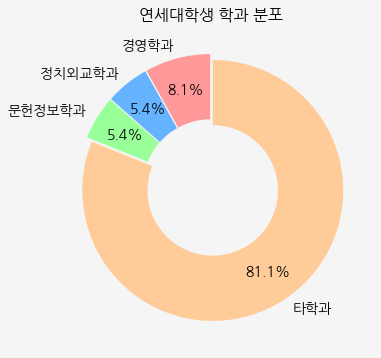 연세대학생 학과 분포
경영학과
8.1%
정치외교학과
5.4%
문헌정보학과
5.4%
81.1%
타학과